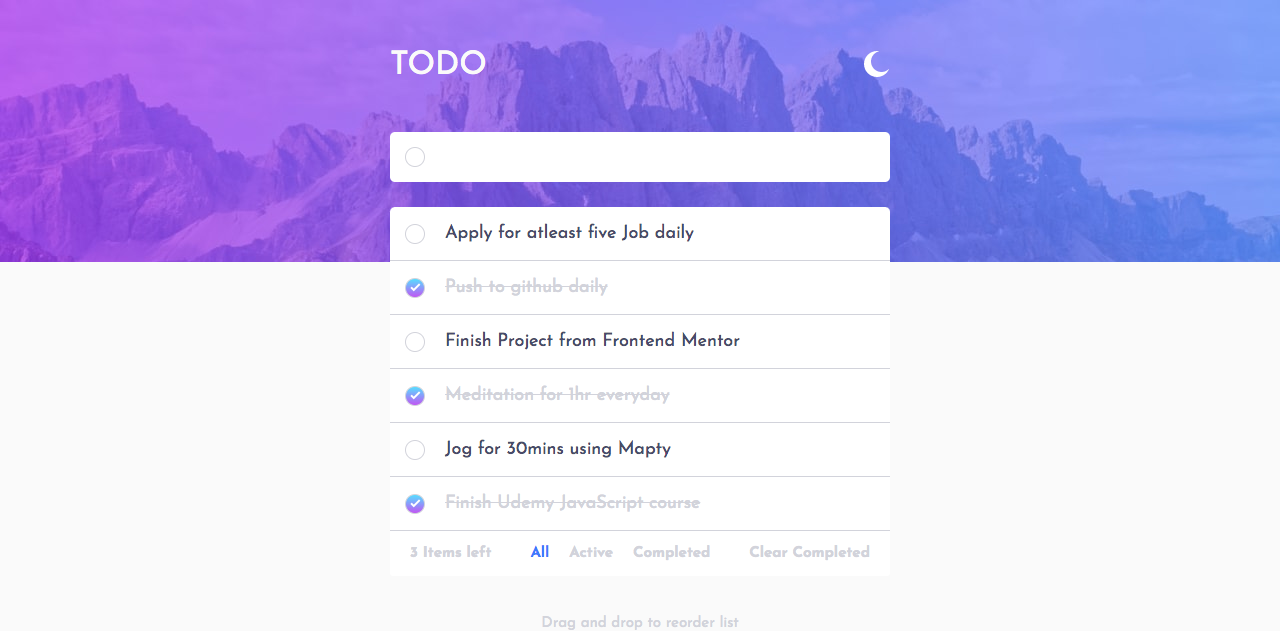 TODO
Apply for atleast five Job daily
Push to github daily
Finish Project from Frontend Mentor
Meditation for 1hr everyday
Jog for 30mins using Mapty
Finish Udemy JavaScript course
3 Items left All Active Completed Clear Completed
Drag and drop to reorder list